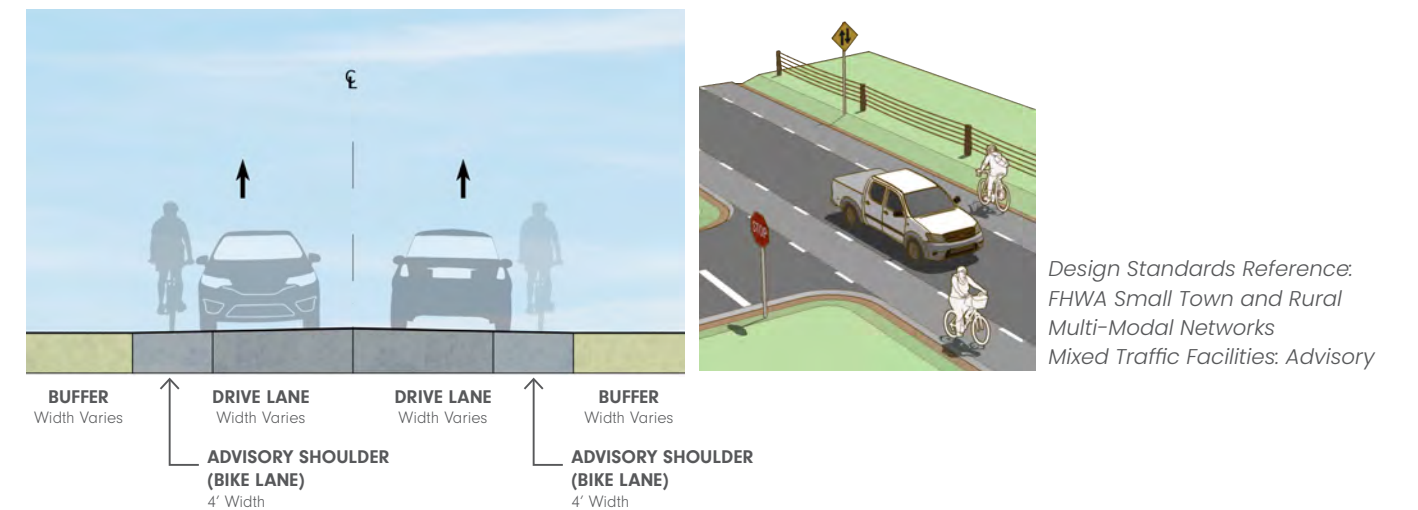 ℄
STOP
Design Standards Reference:
FHWA Small Town and Rural
Multi-Modal Networks
Mixed Traffic Facilities: Advisory
BUFFER
Width Varies
DRIVE LANE
Width Varies
DRIVE LANE
Width Varies
BUFFER
Width Varies
ADVISORY SHOULDER
(BIKE LANE)
4' Width
ADVISORY SHOULDER
(BIKE LANE)
4' Width